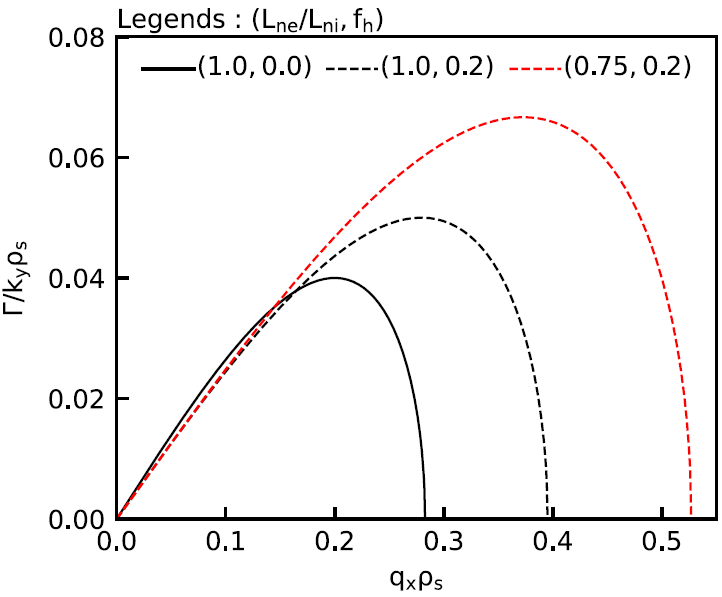 Legends : (L_ne/L_ni, f_h)
(1.0, 0.0) (1.0, 0.2) (0.75, 0.2)
0.08
0.06
0.04
0.02
0.00
Γ/k_yρ_s
0.0 0.1 0.2 0.3 0.4 0.5
q_xρ_s